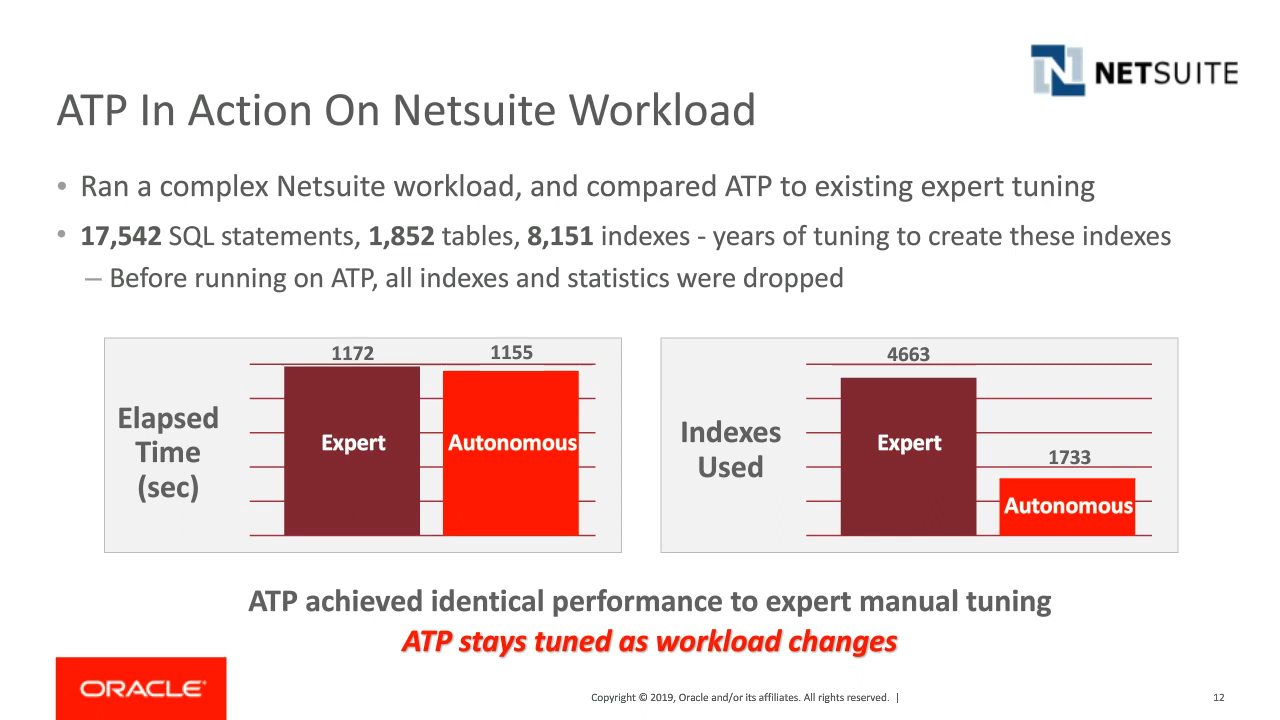 NETSUITE
ATP In Action On Netsuite Workload
• Ran a complex Netsuite workload, and compared ATP to existing expert tuning
• 17,542 SQL statements, 1,852 tables, 8,151 indexes - years of tuning to create these indexes
– Before running on ATP, all indexes and statistics were dropped
Elapsed
Time
(sec)
1172
1155
Expert
Autonomous
Indexes
Used
4663
1733
Expert
Autonomous
ATP achieved identical performance to expert manual tuning
ATP stays tuned as workload changes
ORACLE®
Copyright © 2019, Oracle and/or its affiliates. All rights reserved. |
12